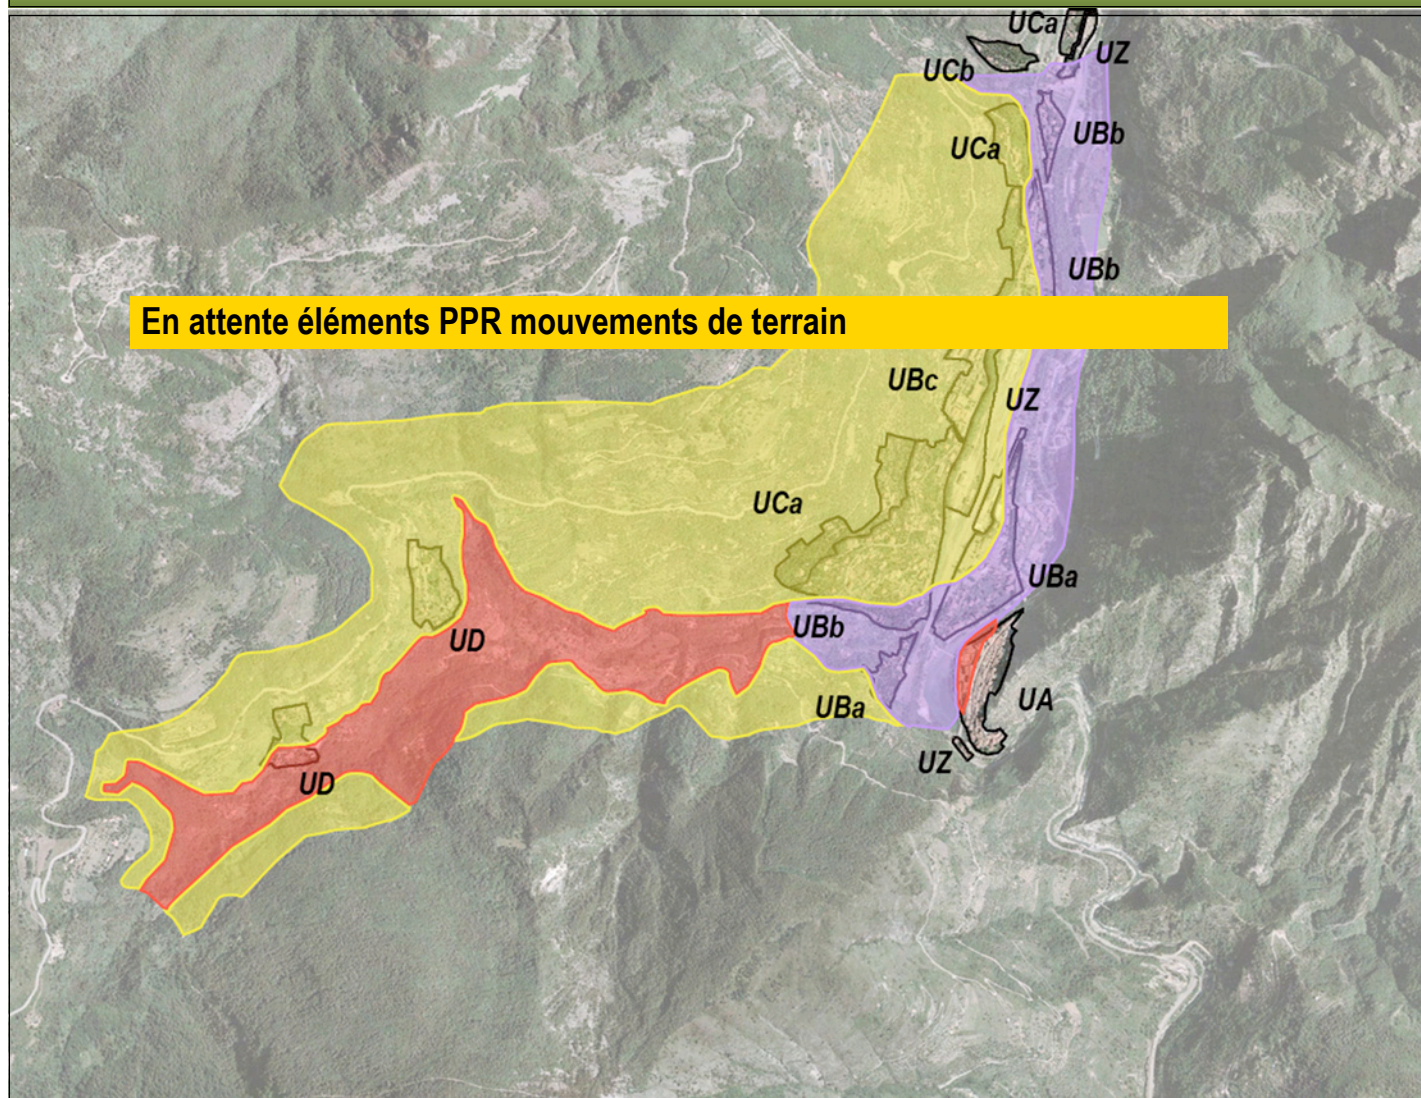 UCa
UZ
UCb
UBb
UCa
UBb
En attente éléments PPR mouvements de terrain
UBc
UZ
UCa
UBa
UBb
UD
UA
UBa
UZ
UD